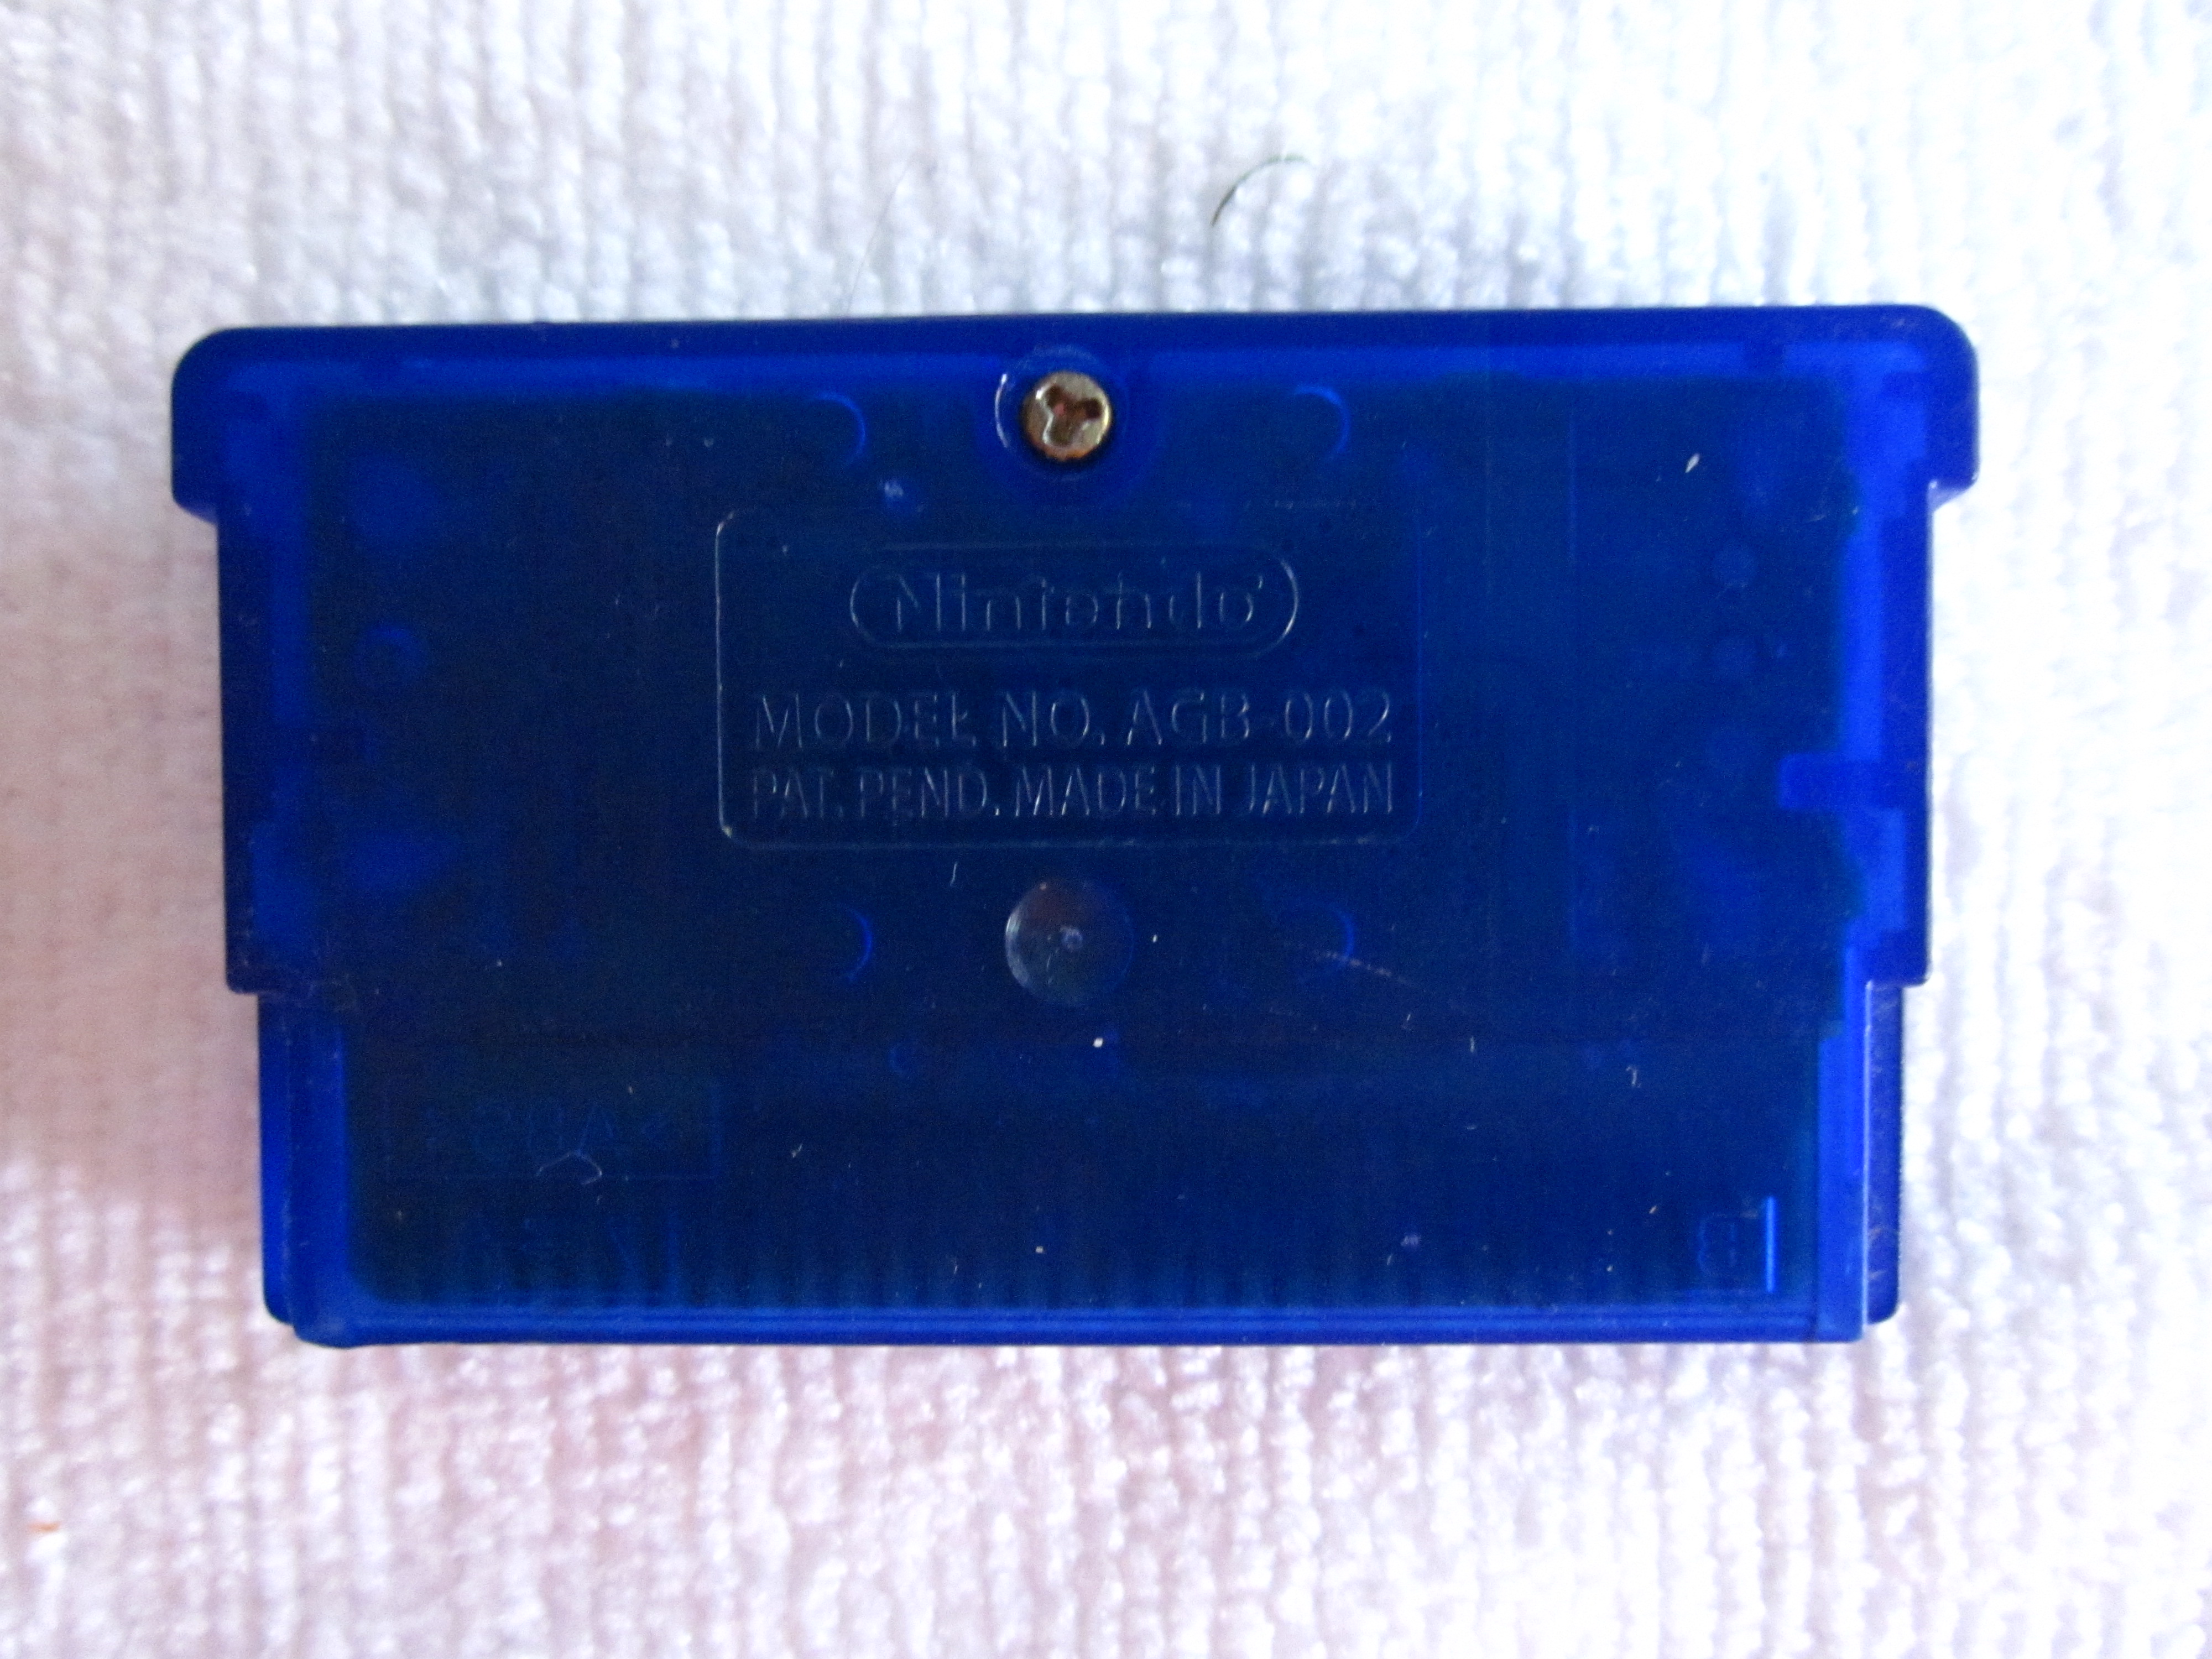 Nintendo
MODEL NO. AGB-002
PAT. PEND. MADE IN JAPAN